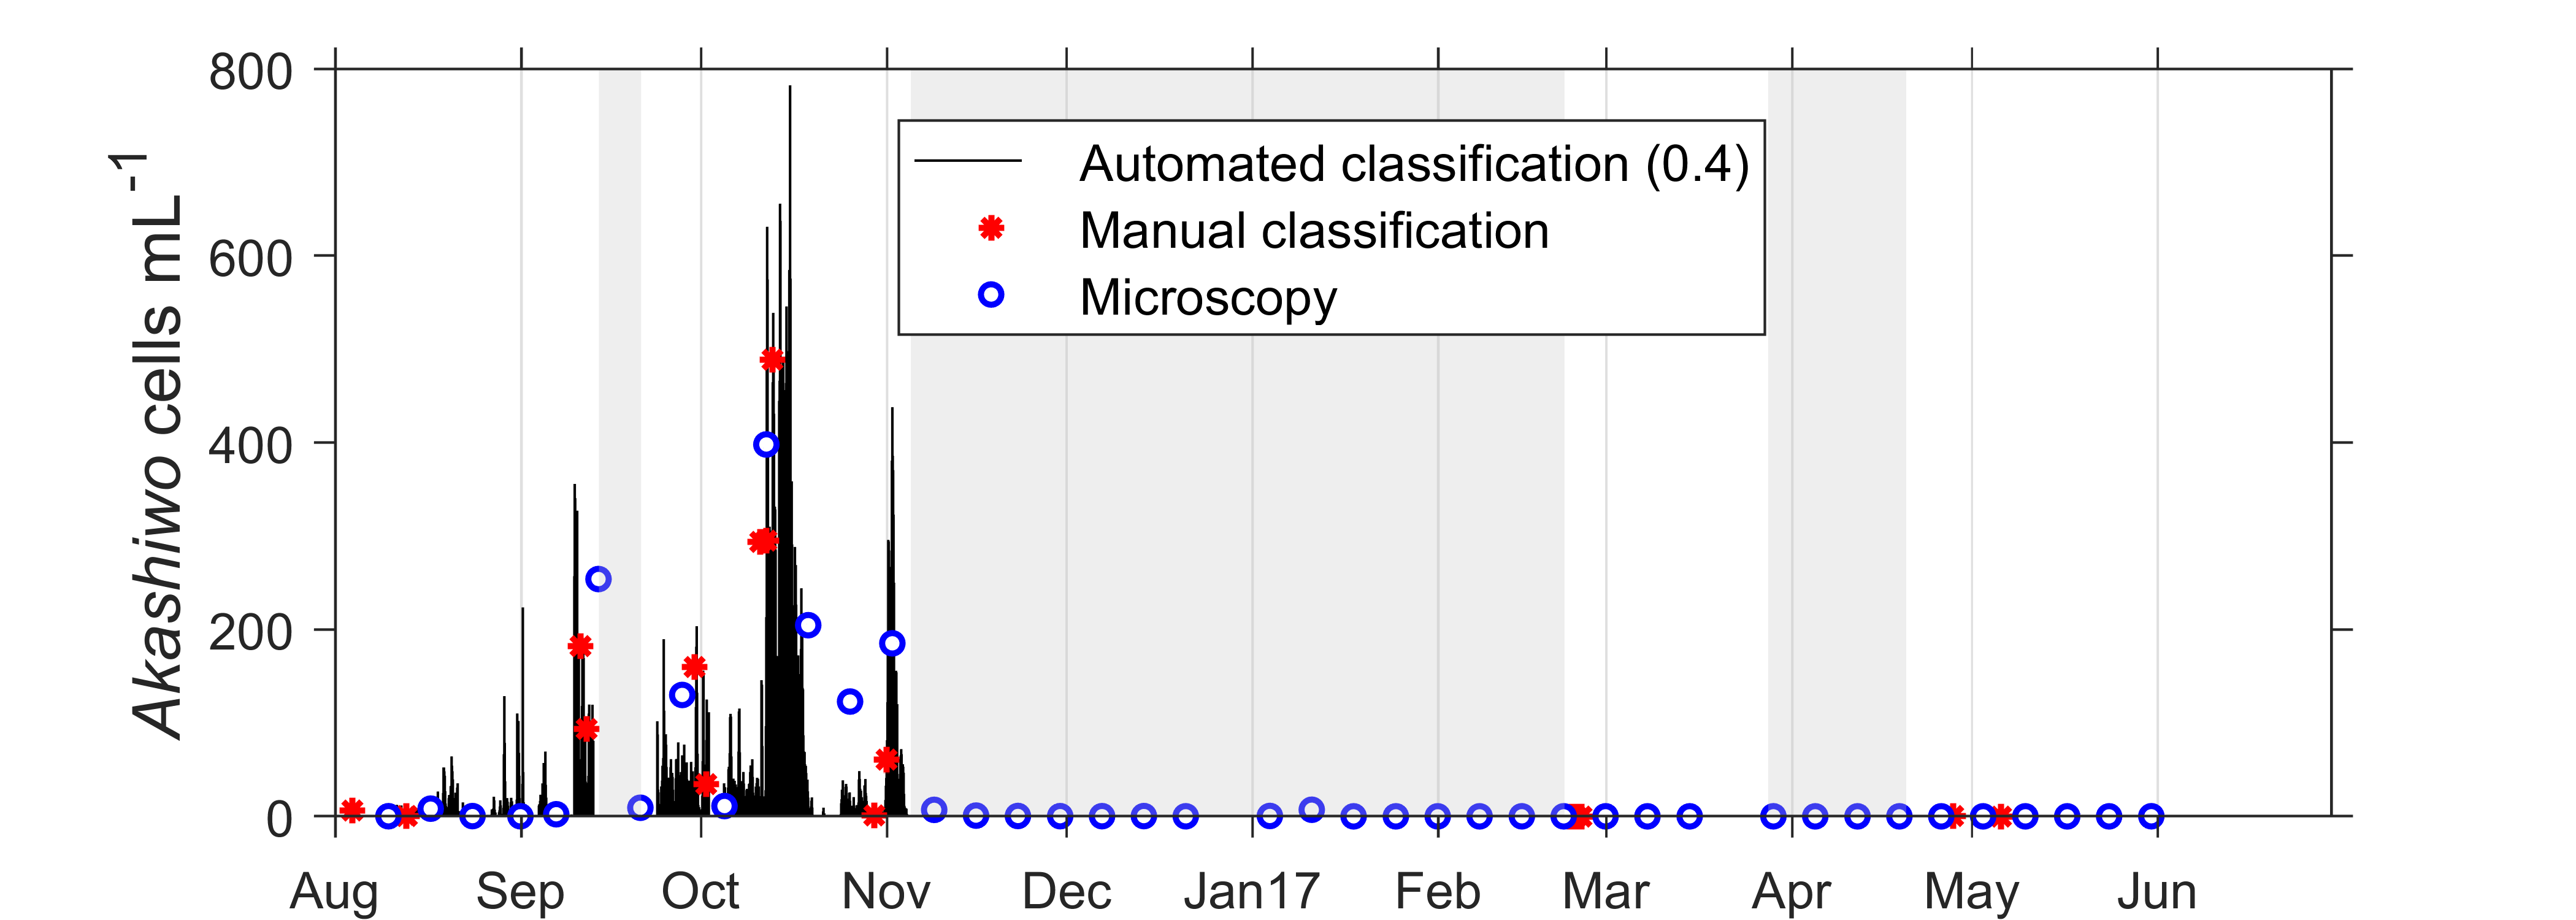 Akashiwo cells mL-1
800
600
400
200
0
Automated classification (0.4)
Manual classification
Microscopy
Aug Sep Oct Nov Dec Jan17 Feb Mar Apr May Jun